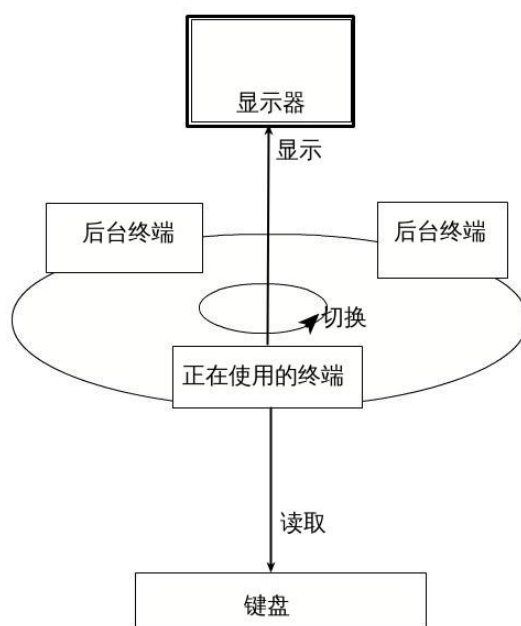 显示器
显示
后台终端
后台终端
切换
正在使用的终端
读取
键盘